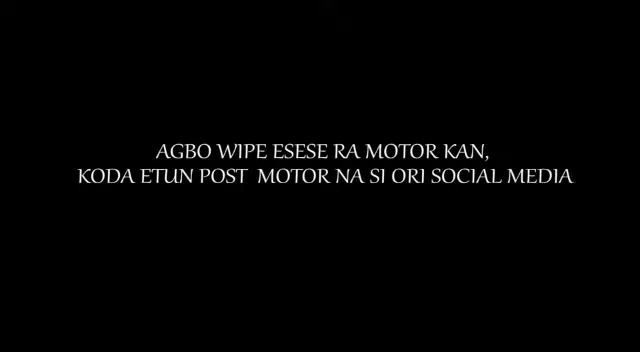 AGBO WIPE ESESE RA MOTOR KAN,
KODA ETUN POST MOTOR NA SI ORI SOCIAL MEDIA